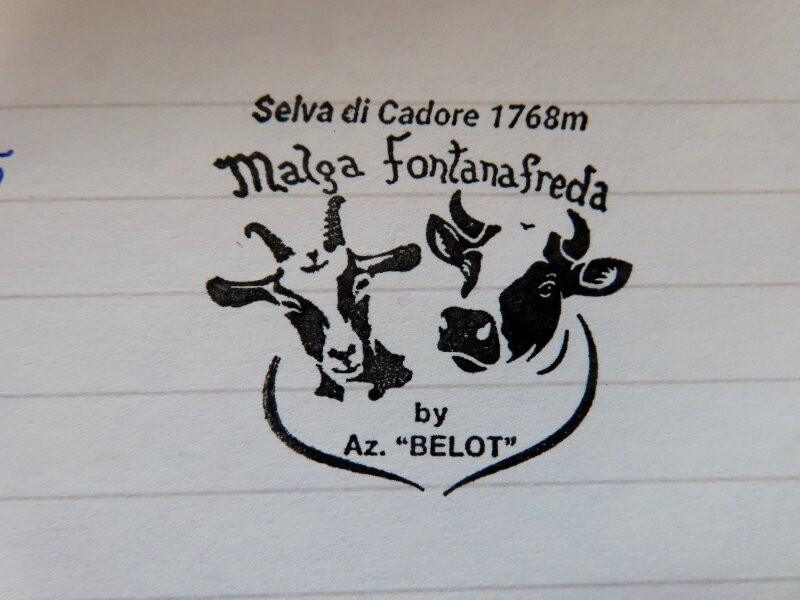 Selva di Cadore 1768m
Malga Fontanafreda
by
Az. “BELOT”